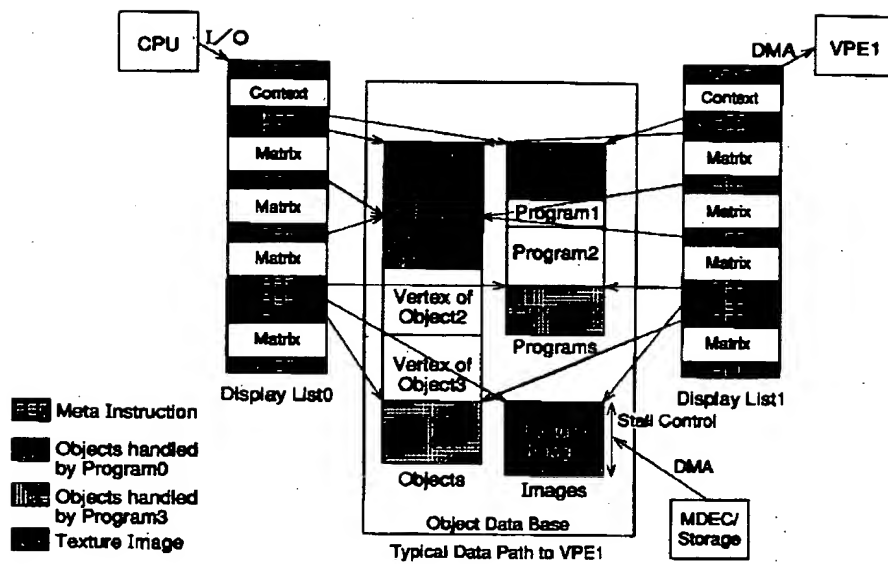 CPU
I/O
DMA
VPE1
Context
Matrix
Matrix
Matrix
Matrix
Display List0
Program1
Program2
Programs
Vertex of
Object2
Vertex of
Object3
Objects
Images
Object Data Base
Typical Data Path to VPE1
Context
Matrix
Matrix
Matrix
Matrix
Display List1
Stall Control
DMA
MDEC/
Storage
Meta Instruction
Objects handled
by Program0
Objects handled
by Program3
Texture Image